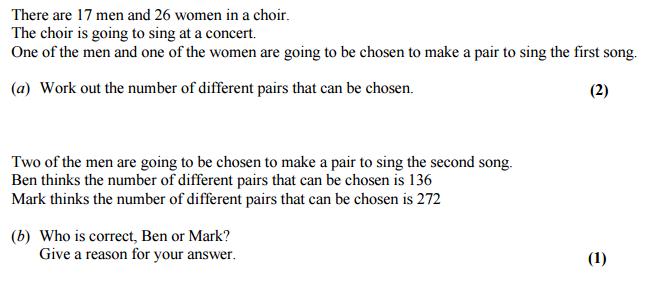 There are 17 men and 26 women in a choir.
The choir is going to sing at a concert.
One of the men and one of the women are going to be chosen to make a pair to sing the first song.
(a) Work out the number of different pairs that can be chosen.
(2)
Two of the men are going to be chosen to make a pair to sing the second song.
Ben thinks the number of different pairs that can be chosen is 136
Mark thinks the number of different pairs that can be chosen is 272
(b) Who is correct, Ben or Mark?
Give a reason for your answer.
(1)